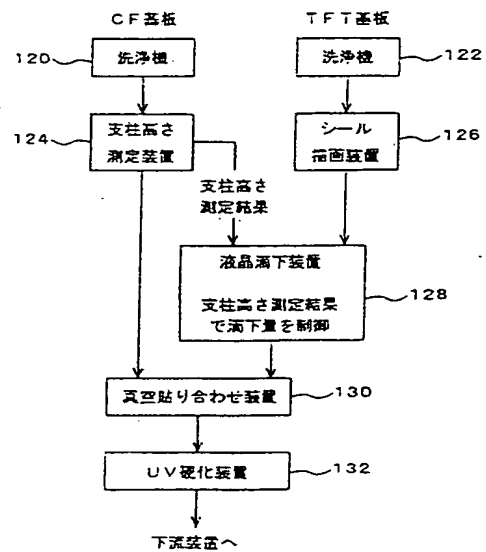 CF基板
TFT基板
120
洗浄機
洗浄機
122
124
支柱高さ
測定装置
シール
描画装置
126
支柱高さ
測定結果
液晶滴下装置
支柱高さ測定結果
で滴下量を制御
128
真空貼り合わせ装置
130
UV硬化装置
132
下流装置へ